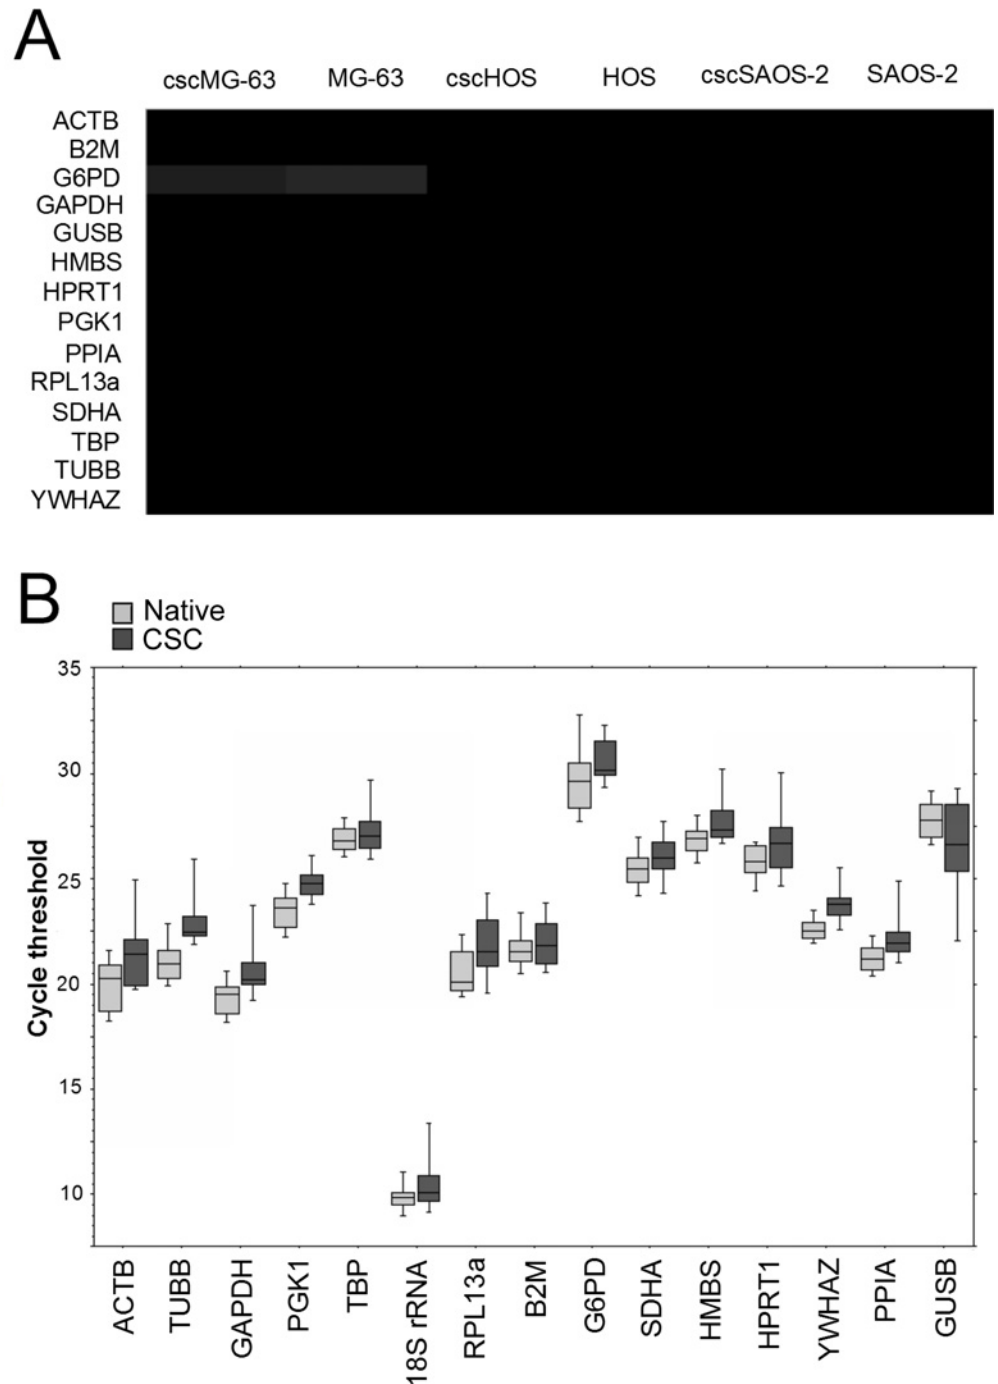 A
cscMG-63 MG-63 cscHOS HOS cscSAOS-2 SAOS-2
ACTB
B2M
G6PD
GAPDH
GUSB
HMBS
HPRT1
PGK1
PPIA
RPL13a
SDHA
TBP
TUBB
YWHAZ
B
Native
CSC
Cycle threshold
35
30
25
20
15
10
ACTB TUBB GAPDH PGK1 TBP 18S rRNA RPL13a B2M G6PD SDHA HMBS HPRT1 YWHAZ PPIA GUSB